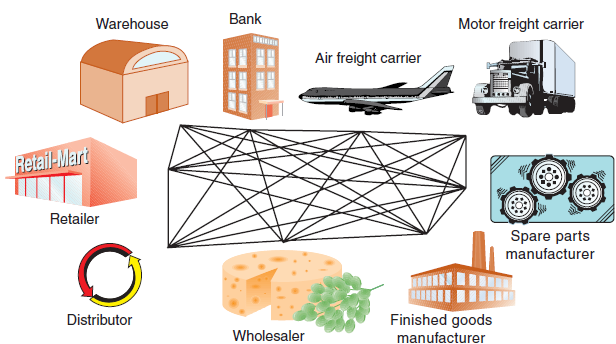 Warehouse
Bank
Air freight carrier
Motor freight carrier
Retail-Mart
Retailer
Spare parts
manufacturer
Distributor
Wholesaler
Finished goods
manufacturer